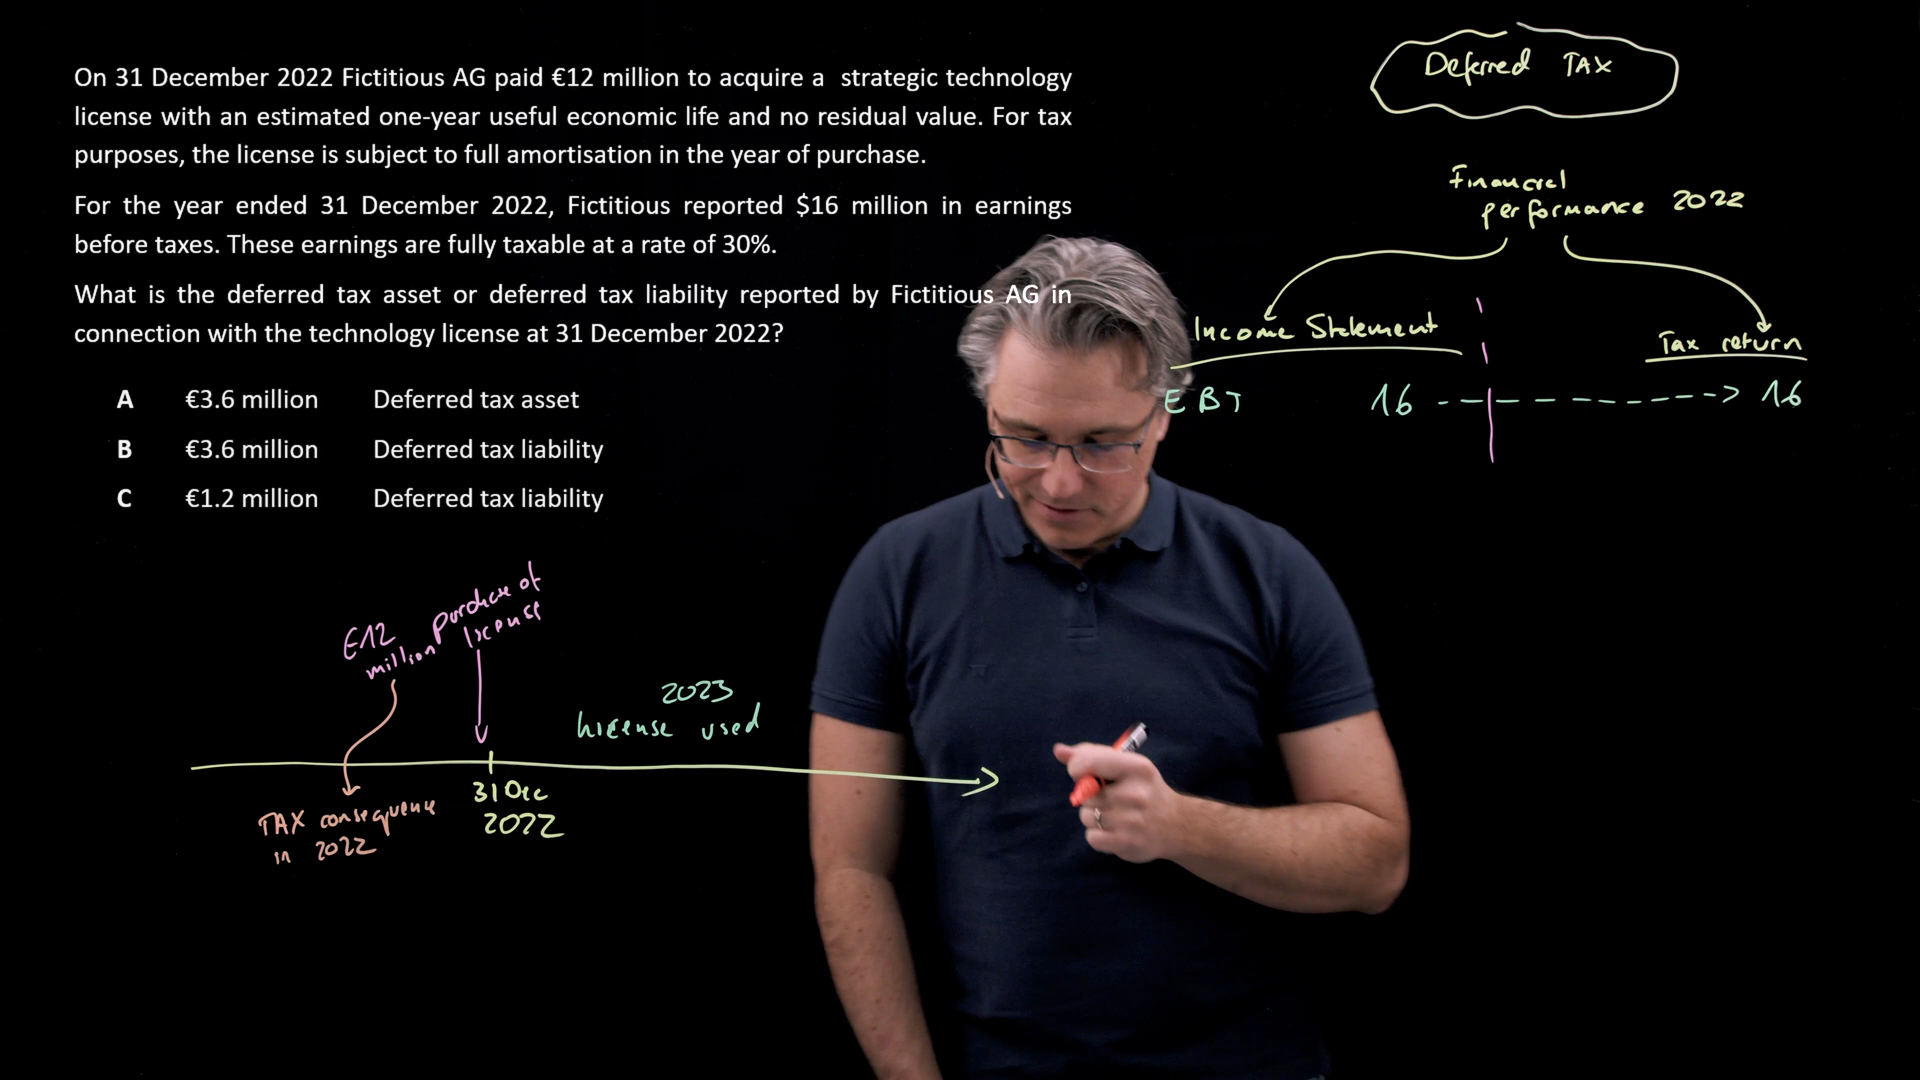 On 31 December 2022 Fictitious AG paid €12 million to acquire a strategic technology
license with an estimated one-year useful economic life and no residual value. For tax
purposes, the license is subject to full amortisation in the year of purchase.
For the year ended 31 December 2022, Fictitious reported $16 million in earnings
before taxes. These earnings are fully taxable at a rate of 30%.
What is the deferred tax asset or deferred tax liability reported by Fictitious AG in
connection with the technology license at 31 December 2022?
A €3.6 million Deferred tax asset
B €3.6 million Deferred tax liability
C €1.2 million Deferred tax liability
Deferred TAX
Financial
performance 2022
Income Statement
Tax return
EBT 16 16
€12
million
purchase of
license
2023
license used
31 Dec
2022
TAX consequence
in 2022